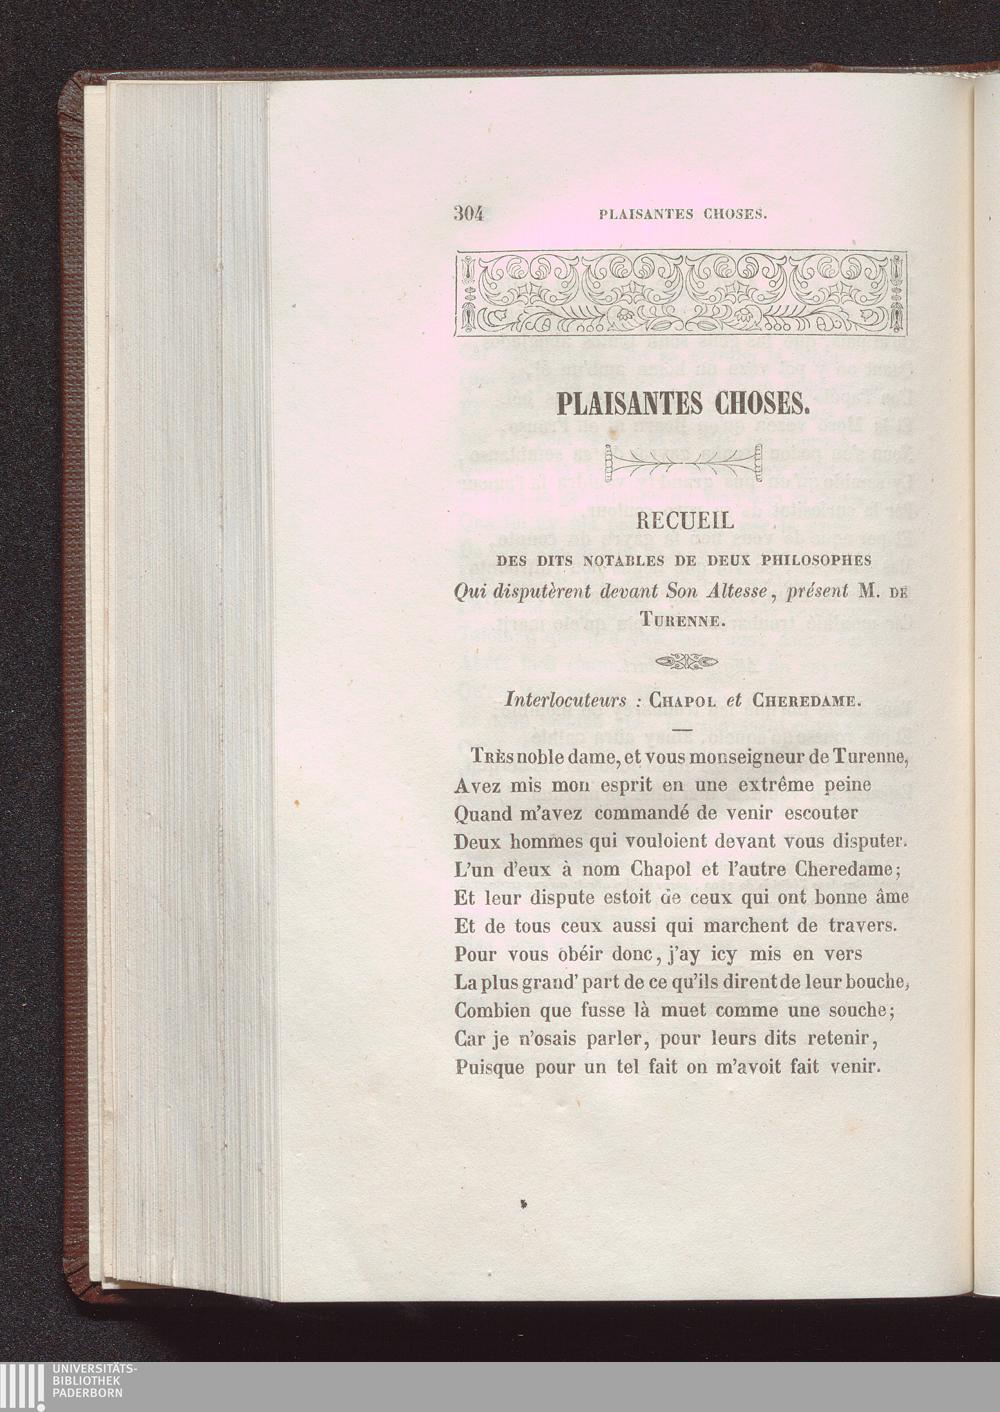 304 PLAISANTES CHOSES.
PLAISANTES CHOSES.
RECUEIL
DES DITS NOTABLES DE DEUX PHILOSOPHES
Qui disputèrent devant Son Altesse, présent M. DE
TURENNE.
Interlocuteurs : CHAPOL et CHEREDAME.
TRÈS noble dame, et vous monseigneur de Turenne,
Avez mis mon esprit en une extrême peine
Quand m'avez commandé de venir escouter
Deux hommes qui vouloient devant vous disputer.
L'un d'eux à nom Chapol et l'autre Cheredame;
Et leur dispute estoit de ceux qui ont bonne âme
Et de tous ceux aussi qui marchent de travers.
Pour vous obéir donc, j'ay icy mis en vers
La plus grand' part de ce qu'ils dirent de leur bouche,
Combien que fusse là muet comme une souche;
Car je n'osais parler, pour leurs dits retenir,
Puisque pour un tel fait on m'avoit fait venir.
UNIVERSITÄTS-
BIBLIOTHEK
PADERBORN